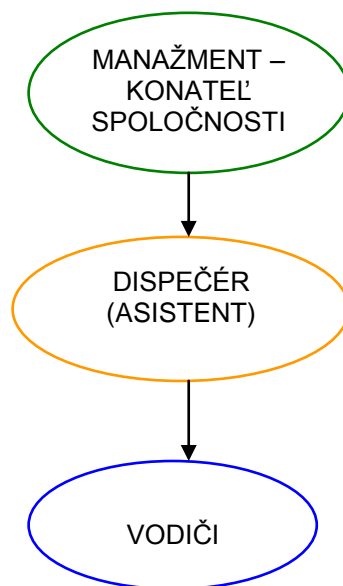 MANAŽMENT –
KONATEĽ
SPOLOČNOSTI
DISPEČÉR
(ASISTENT)
VODIČI